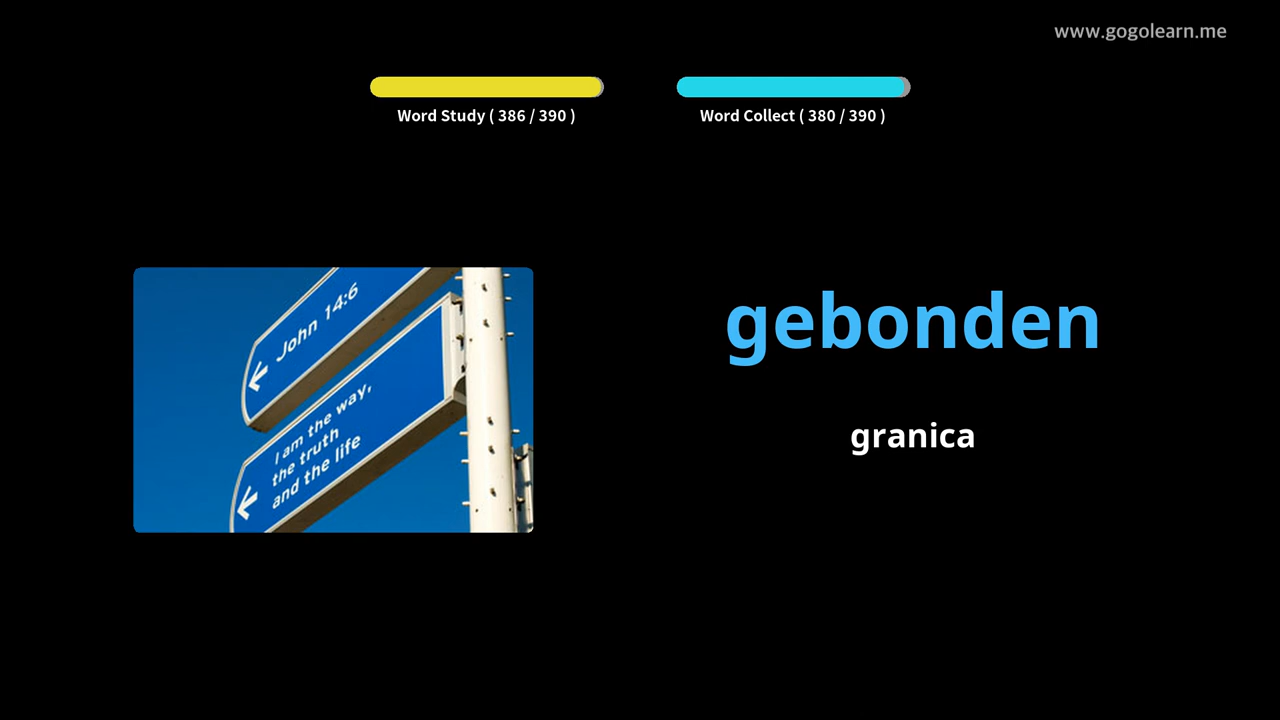 www.gogolearn.me
Word Study ( 386 / 390 )
Word Collect ( 380 / 390 )
John 14:6
I am the way,
the truth
and the life
gebonden
granica